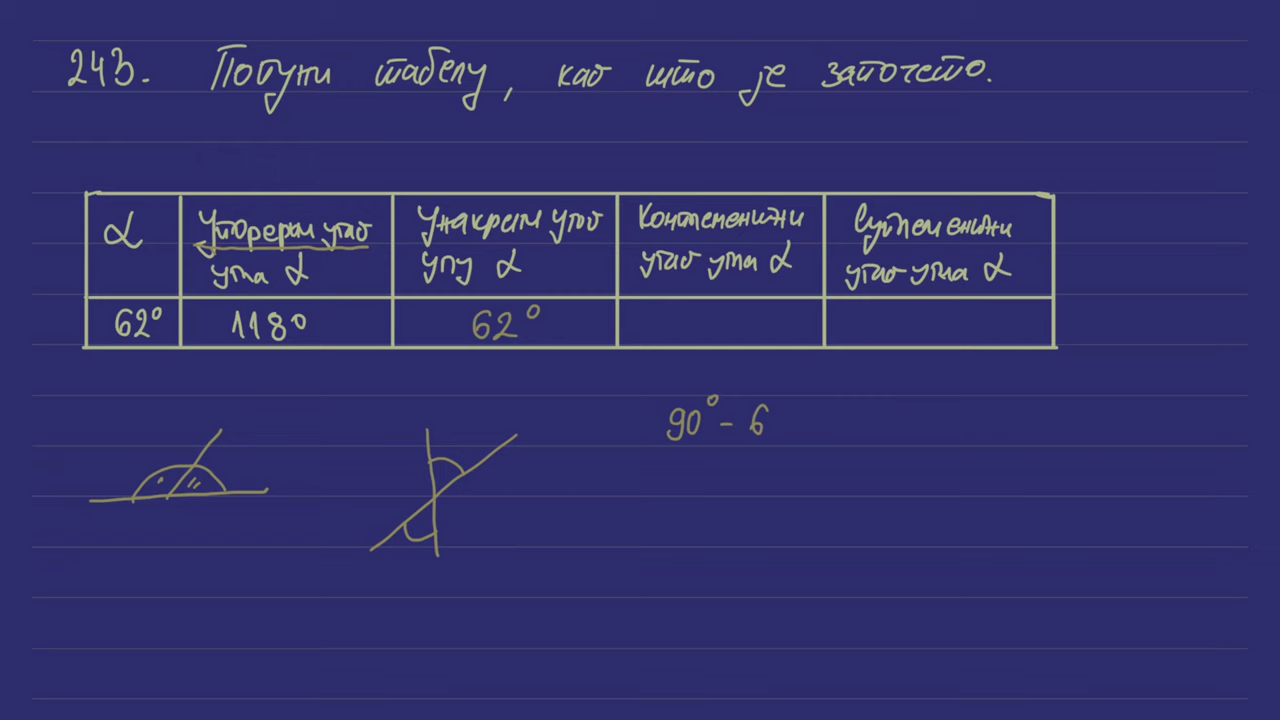 243. Попуни табелу, као што је започето.
α
Упоредни угао
угла α
Унакрсни угао
углу α
Комплементни
угао угла α
Суплементни
угао угла α
62°
118°
62°
90° - 6